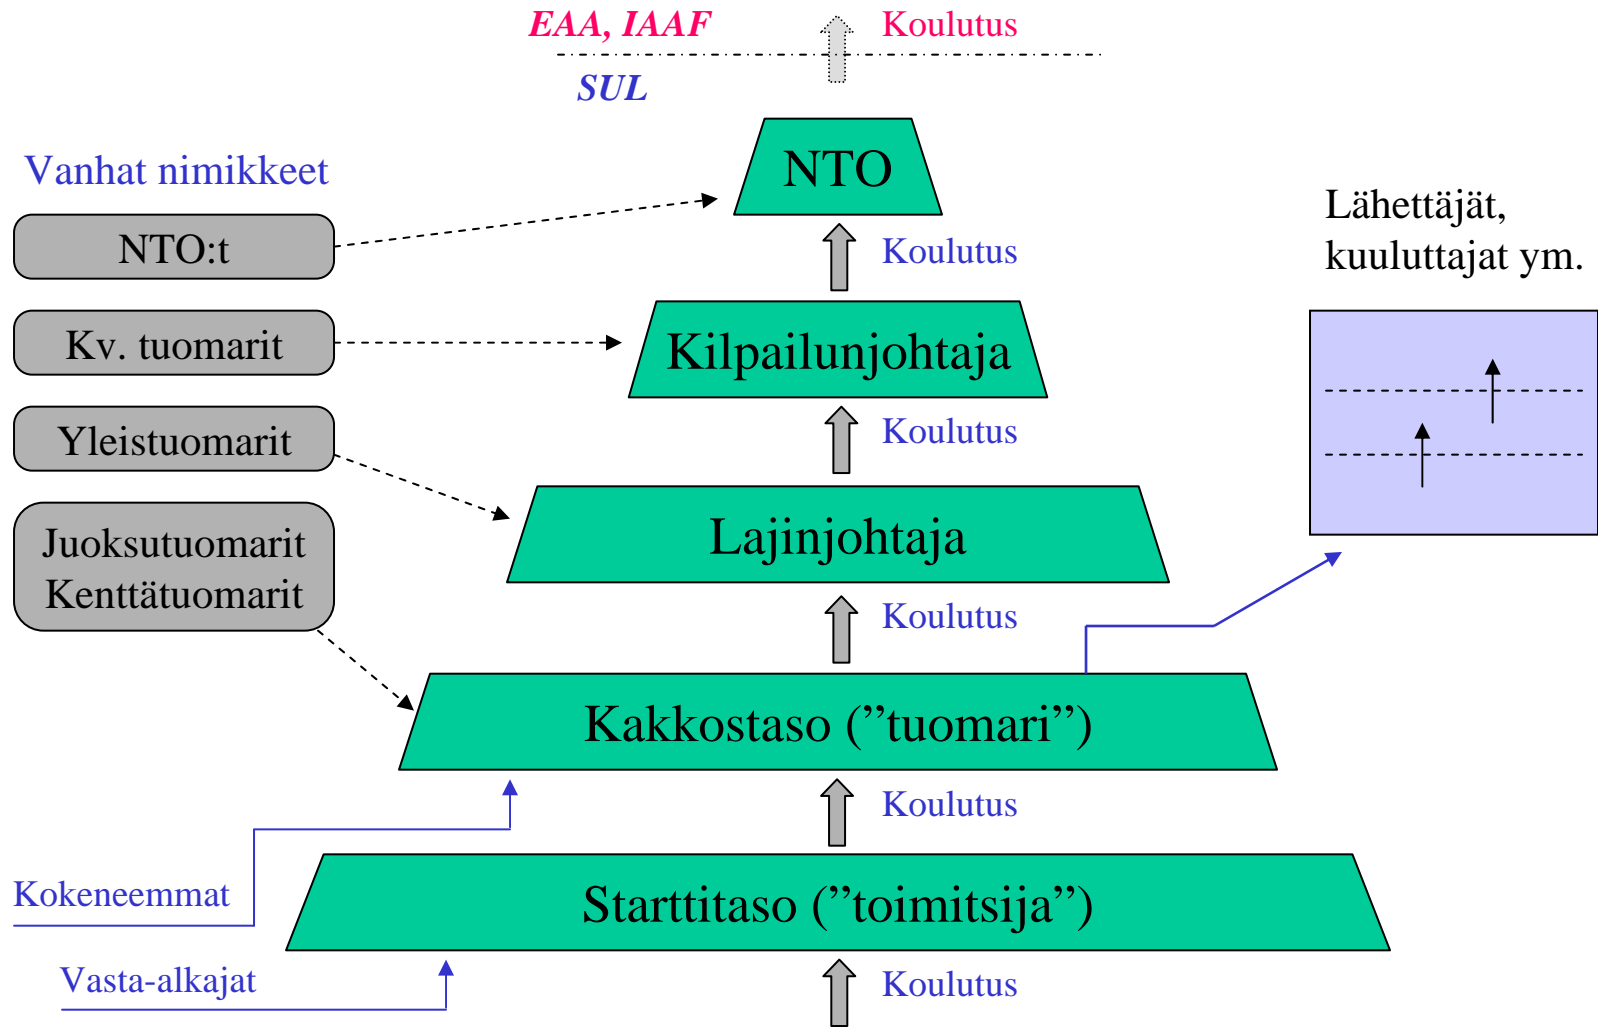 EAA, IAAF
Koulutus
SUL
Vanhat nimikkeet
NTO:t
Kv. tuomarit
Yleistuomarit
Juoksutuomarit
Kenttätuomarit
NTO
Koulutus
Kilpailunjohtaja
Koulutus
Lajinjohtaja
Koulutus
Kakkostaso (”tuomari”)
Koulutus
Starttitaso (”toimitsija”)
Koulutus
Kokeneemmat
Vasta-alkajat
Lähettäjät,
kuuluttajat ym.